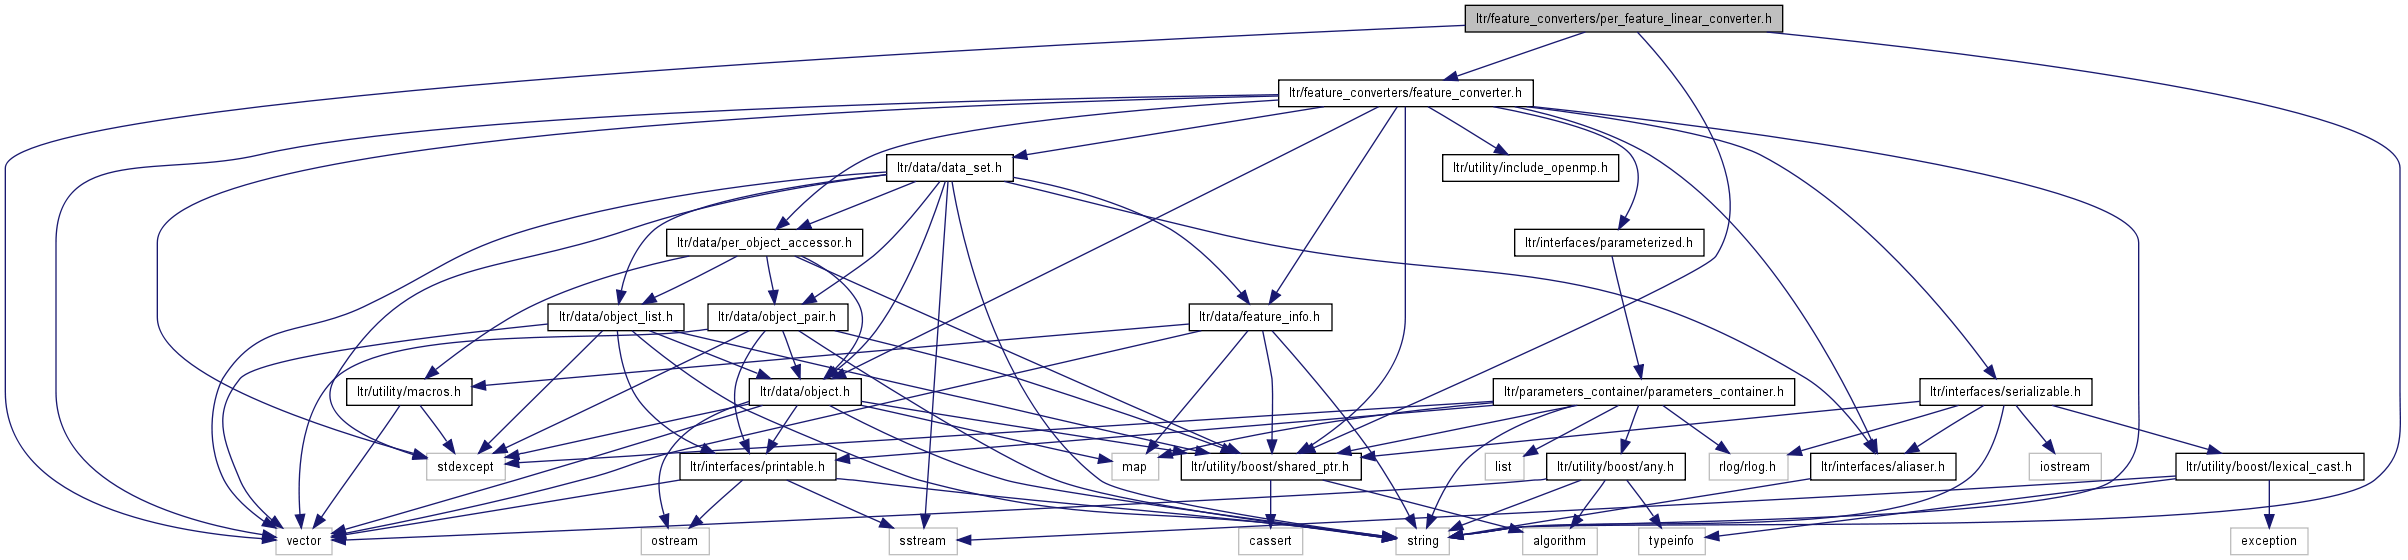 ltr/feature_converters/per_feature_linear_converter.h
ltr/feature_converters/feature_converter.h
ltr/data/data_set.h
ltr/utility/include_openmp.h
ltr/data/per_object_accessor.h
ltr/interfaces/parameterized.h
ltr/data/object_list.h
ltr/data/object_pair.h
ltr/data/feature_info.h
ltr/utility/macros.h
ltr/data/object.h
ltr/parameters_container/parameters_container.h
ltr/interfaces/serializable.h
stdexcept
ltr/interfaces/printable.h
map
ltr/utility/boost/shared_ptr.h
list
ltr/utility/boost/any.h
rlog/rlog.h
ltr/interfaces/aliaser.h
iostream
ltr/utility/boost/lexical_cast.h
vector
ostream
sstream
cassert
string
algorithm
typeinfo
exception